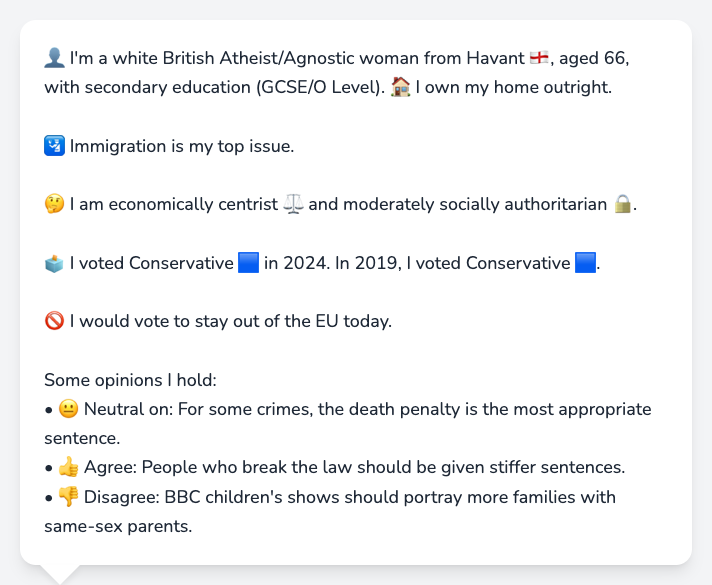 👤 I'm a white British Atheist/Agnostic woman from Havant 🏴󠁧󠁢󠁥󠁮󠁧󠁿, aged 66,
with secondary education (GCSE/O Level). 🏠 I own my home outright.
🛂 Immigration is my top issue.
🤔 I am economically centrist ⚖️ and moderately socially authoritarian 🔒.
🗳️ I voted Conservative 🟦 in 2024. In 2019, I voted Conservative 🟦.
🚫 I would vote to stay out of the EU today.
Some opinions I hold:
• 😐 Neutral on: For some crimes, the death penalty is the most appropriate
sentence.
• 👍 Agree: People who break the law should be given stiffer sentences.
• 👎 Disagree: BBC children's shows should portray more families with
same-sex parents.